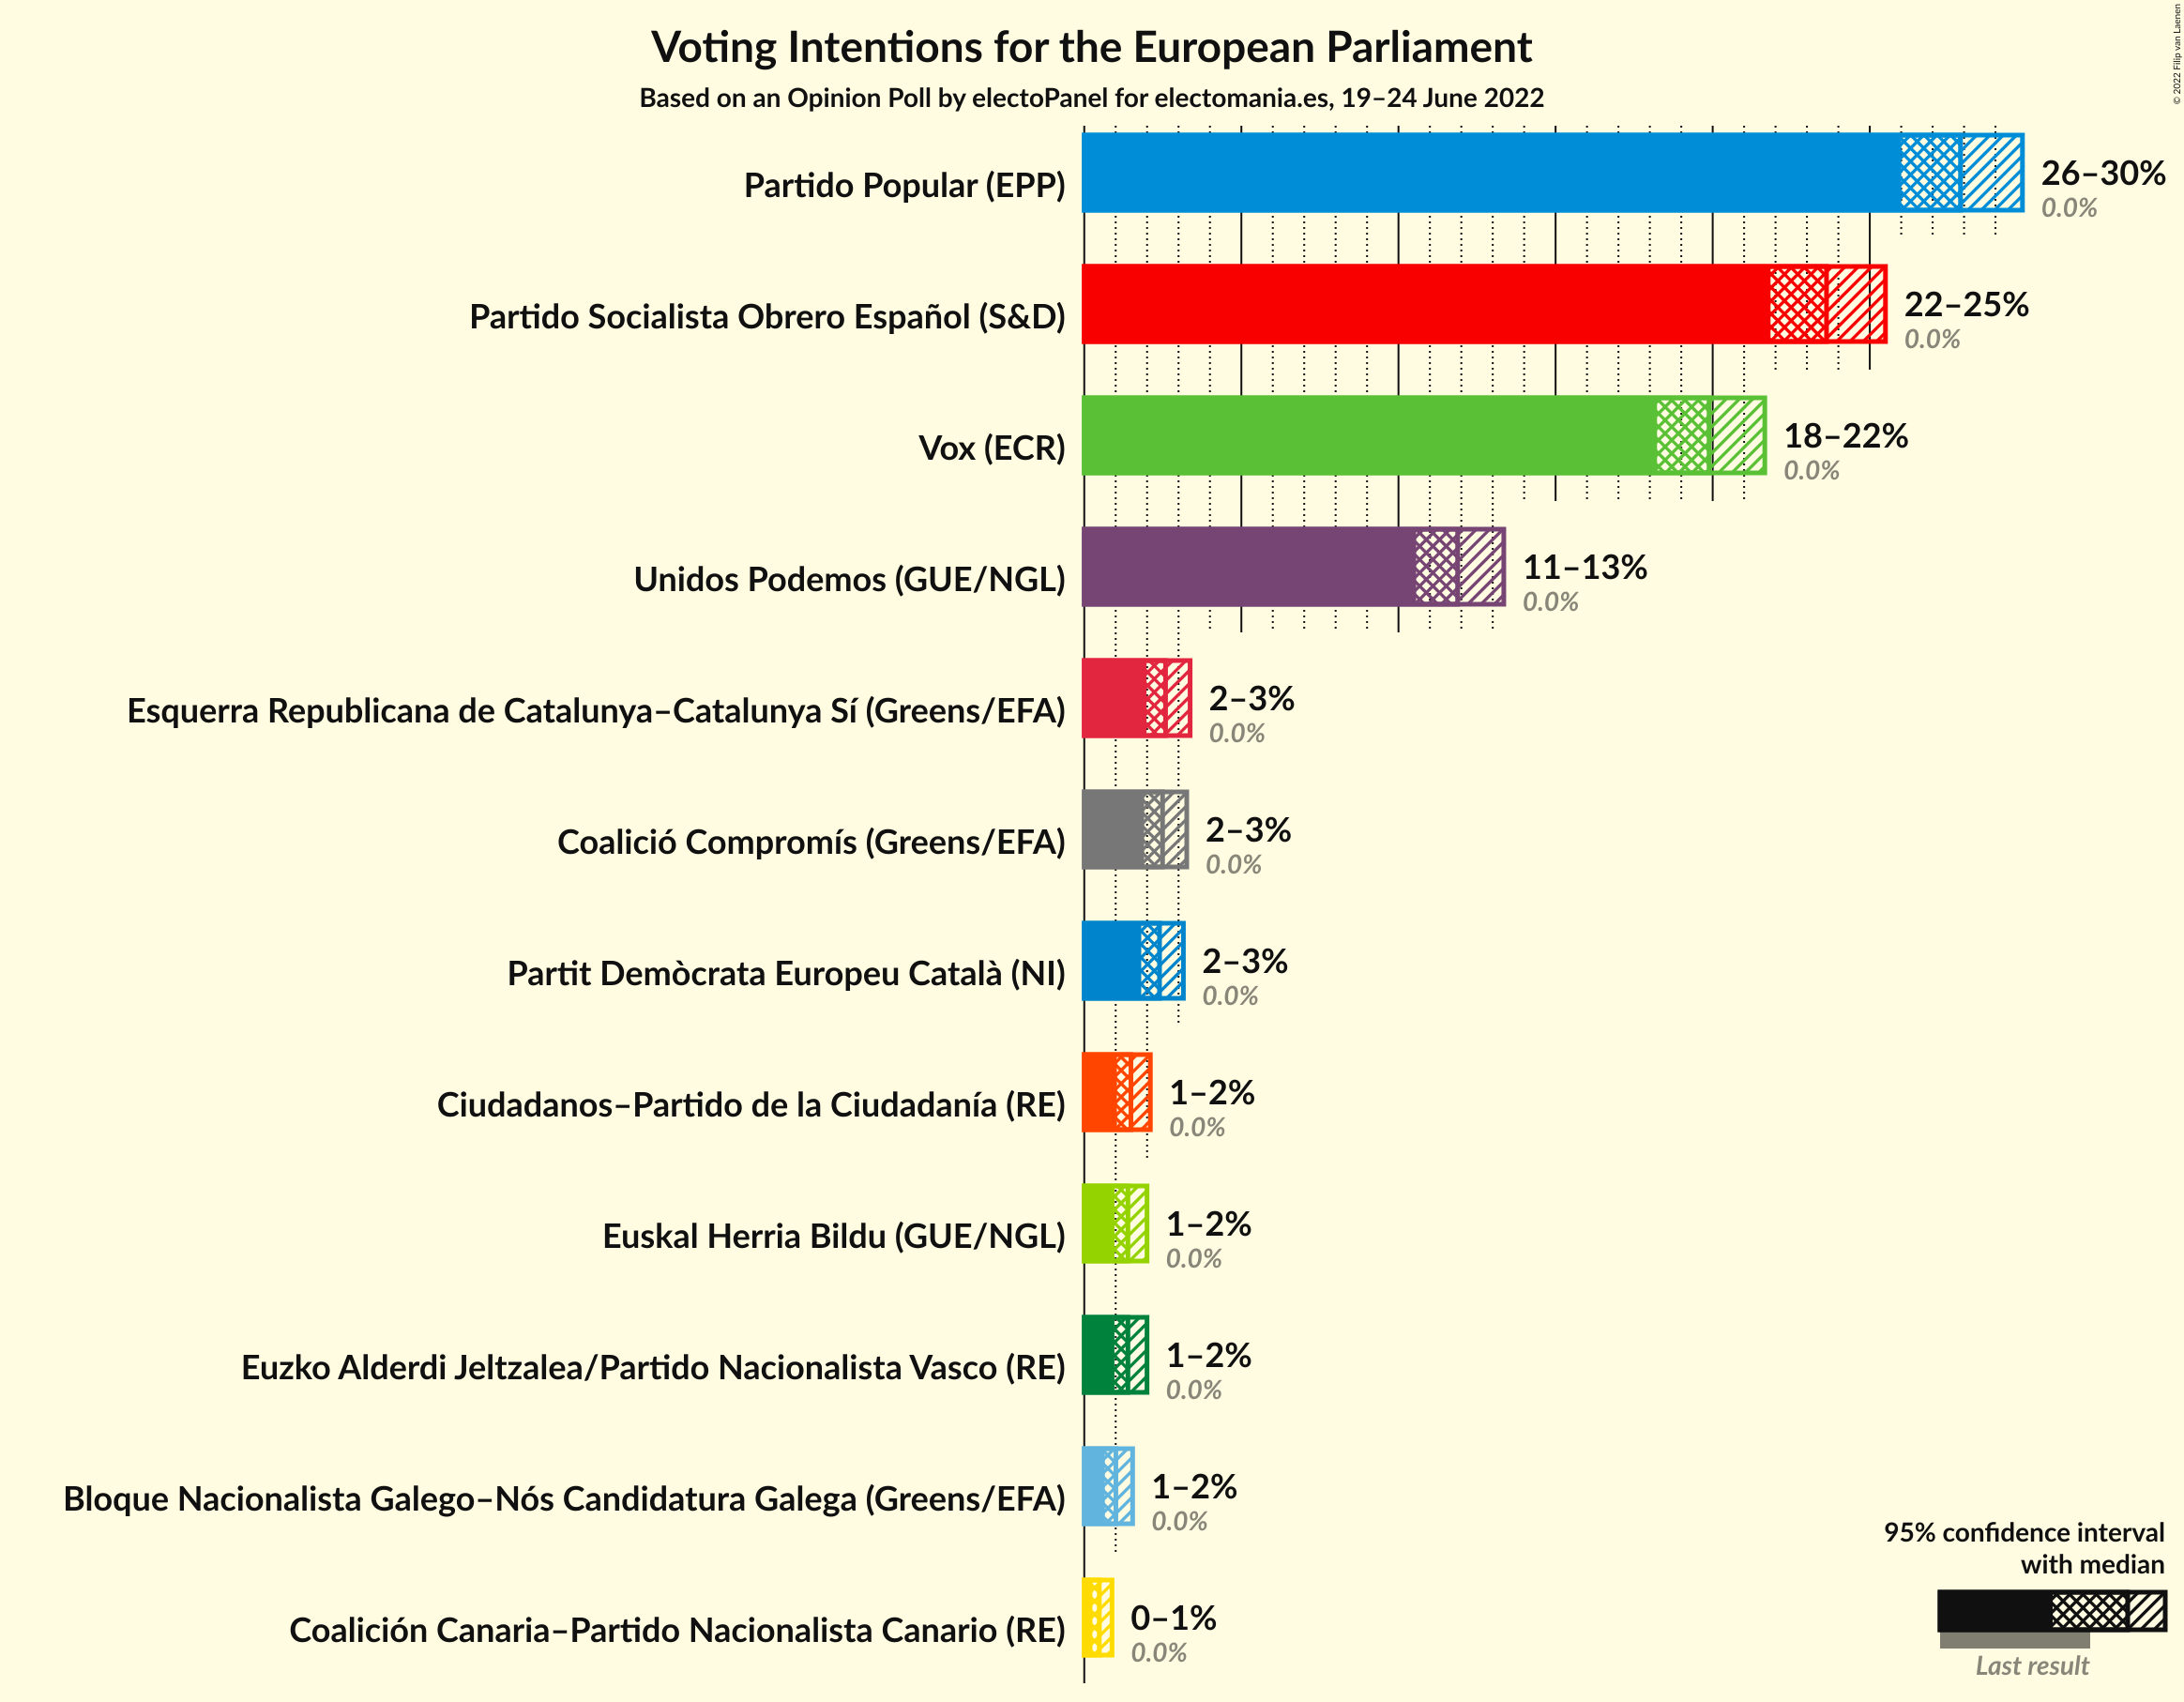 © 2022 Filip van Laenen
Voting Intentions for the European Parliament
Based on an Opinion Poll by electoPanel for electomania.es, 19–24 June 2022
Partido Popular (EPP)
26–30%
0.0%
Partido Socialista Obrero Español (S&D)
22–25%
0.0%
Vox (ECR)
18–22%
0.0%
Unidos Podemos (GUE/NGL)
11–13%
0.0%
Esquerra Republicana de Catalunya–Catalunya Sí (Greens/EFA)
2–3%
0.0%
Coalició Compromís (Greens/EFA)
2–3%
0.0%
Partit Demòcrata Europeu Català (NI)
2–3%
0.0%
Ciudadanos–Partido de la Ciudadanía (RE)
1–2%
0.0%
Euskal Herria Bildu (GUE/NGL)
1–2%
0.0%
Euzko Alderdi Jeltzalea/Partido Nacionalista Vasco (RE)
1–2%
0.0%
Bloque Nacionalista Galego–Nós Candidatura Galega (Greens/EFA)
1–2%
0.0%
Coalición Canaria–Partido Nacionalista Canario (RE)
0–1%
0.0%
95% confidence interval
with median
Last result